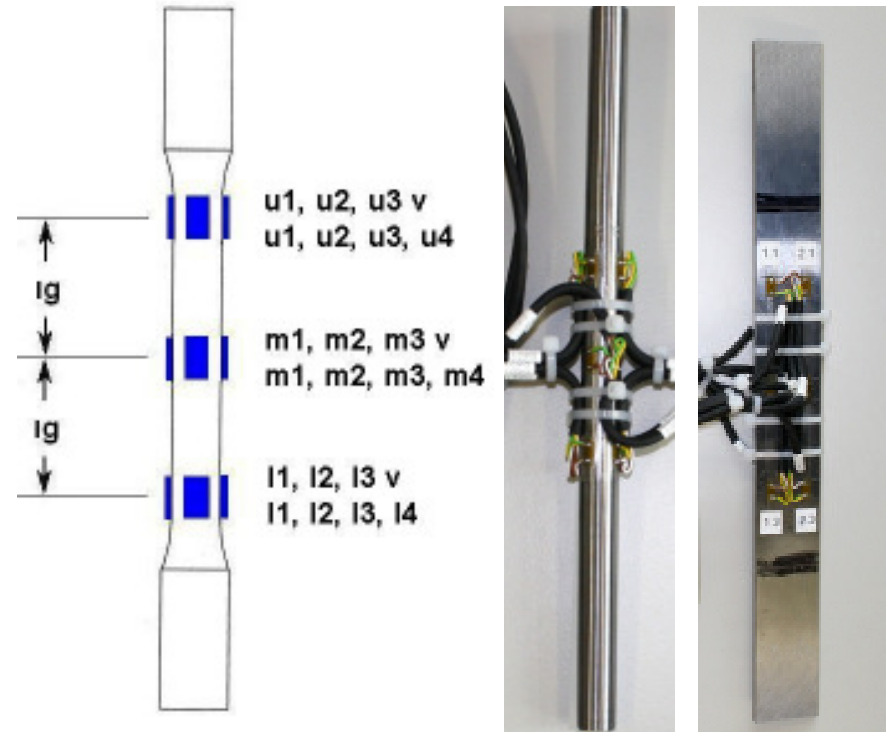 u1, u2, u3 v
u1, u2, u3, u4
lg
m1, m2, m3 v
m1, m2, m3, m4
lg
l1, l2, l3 v
l1, l2, l3, l4
1.1 2.1
1.3 2.3